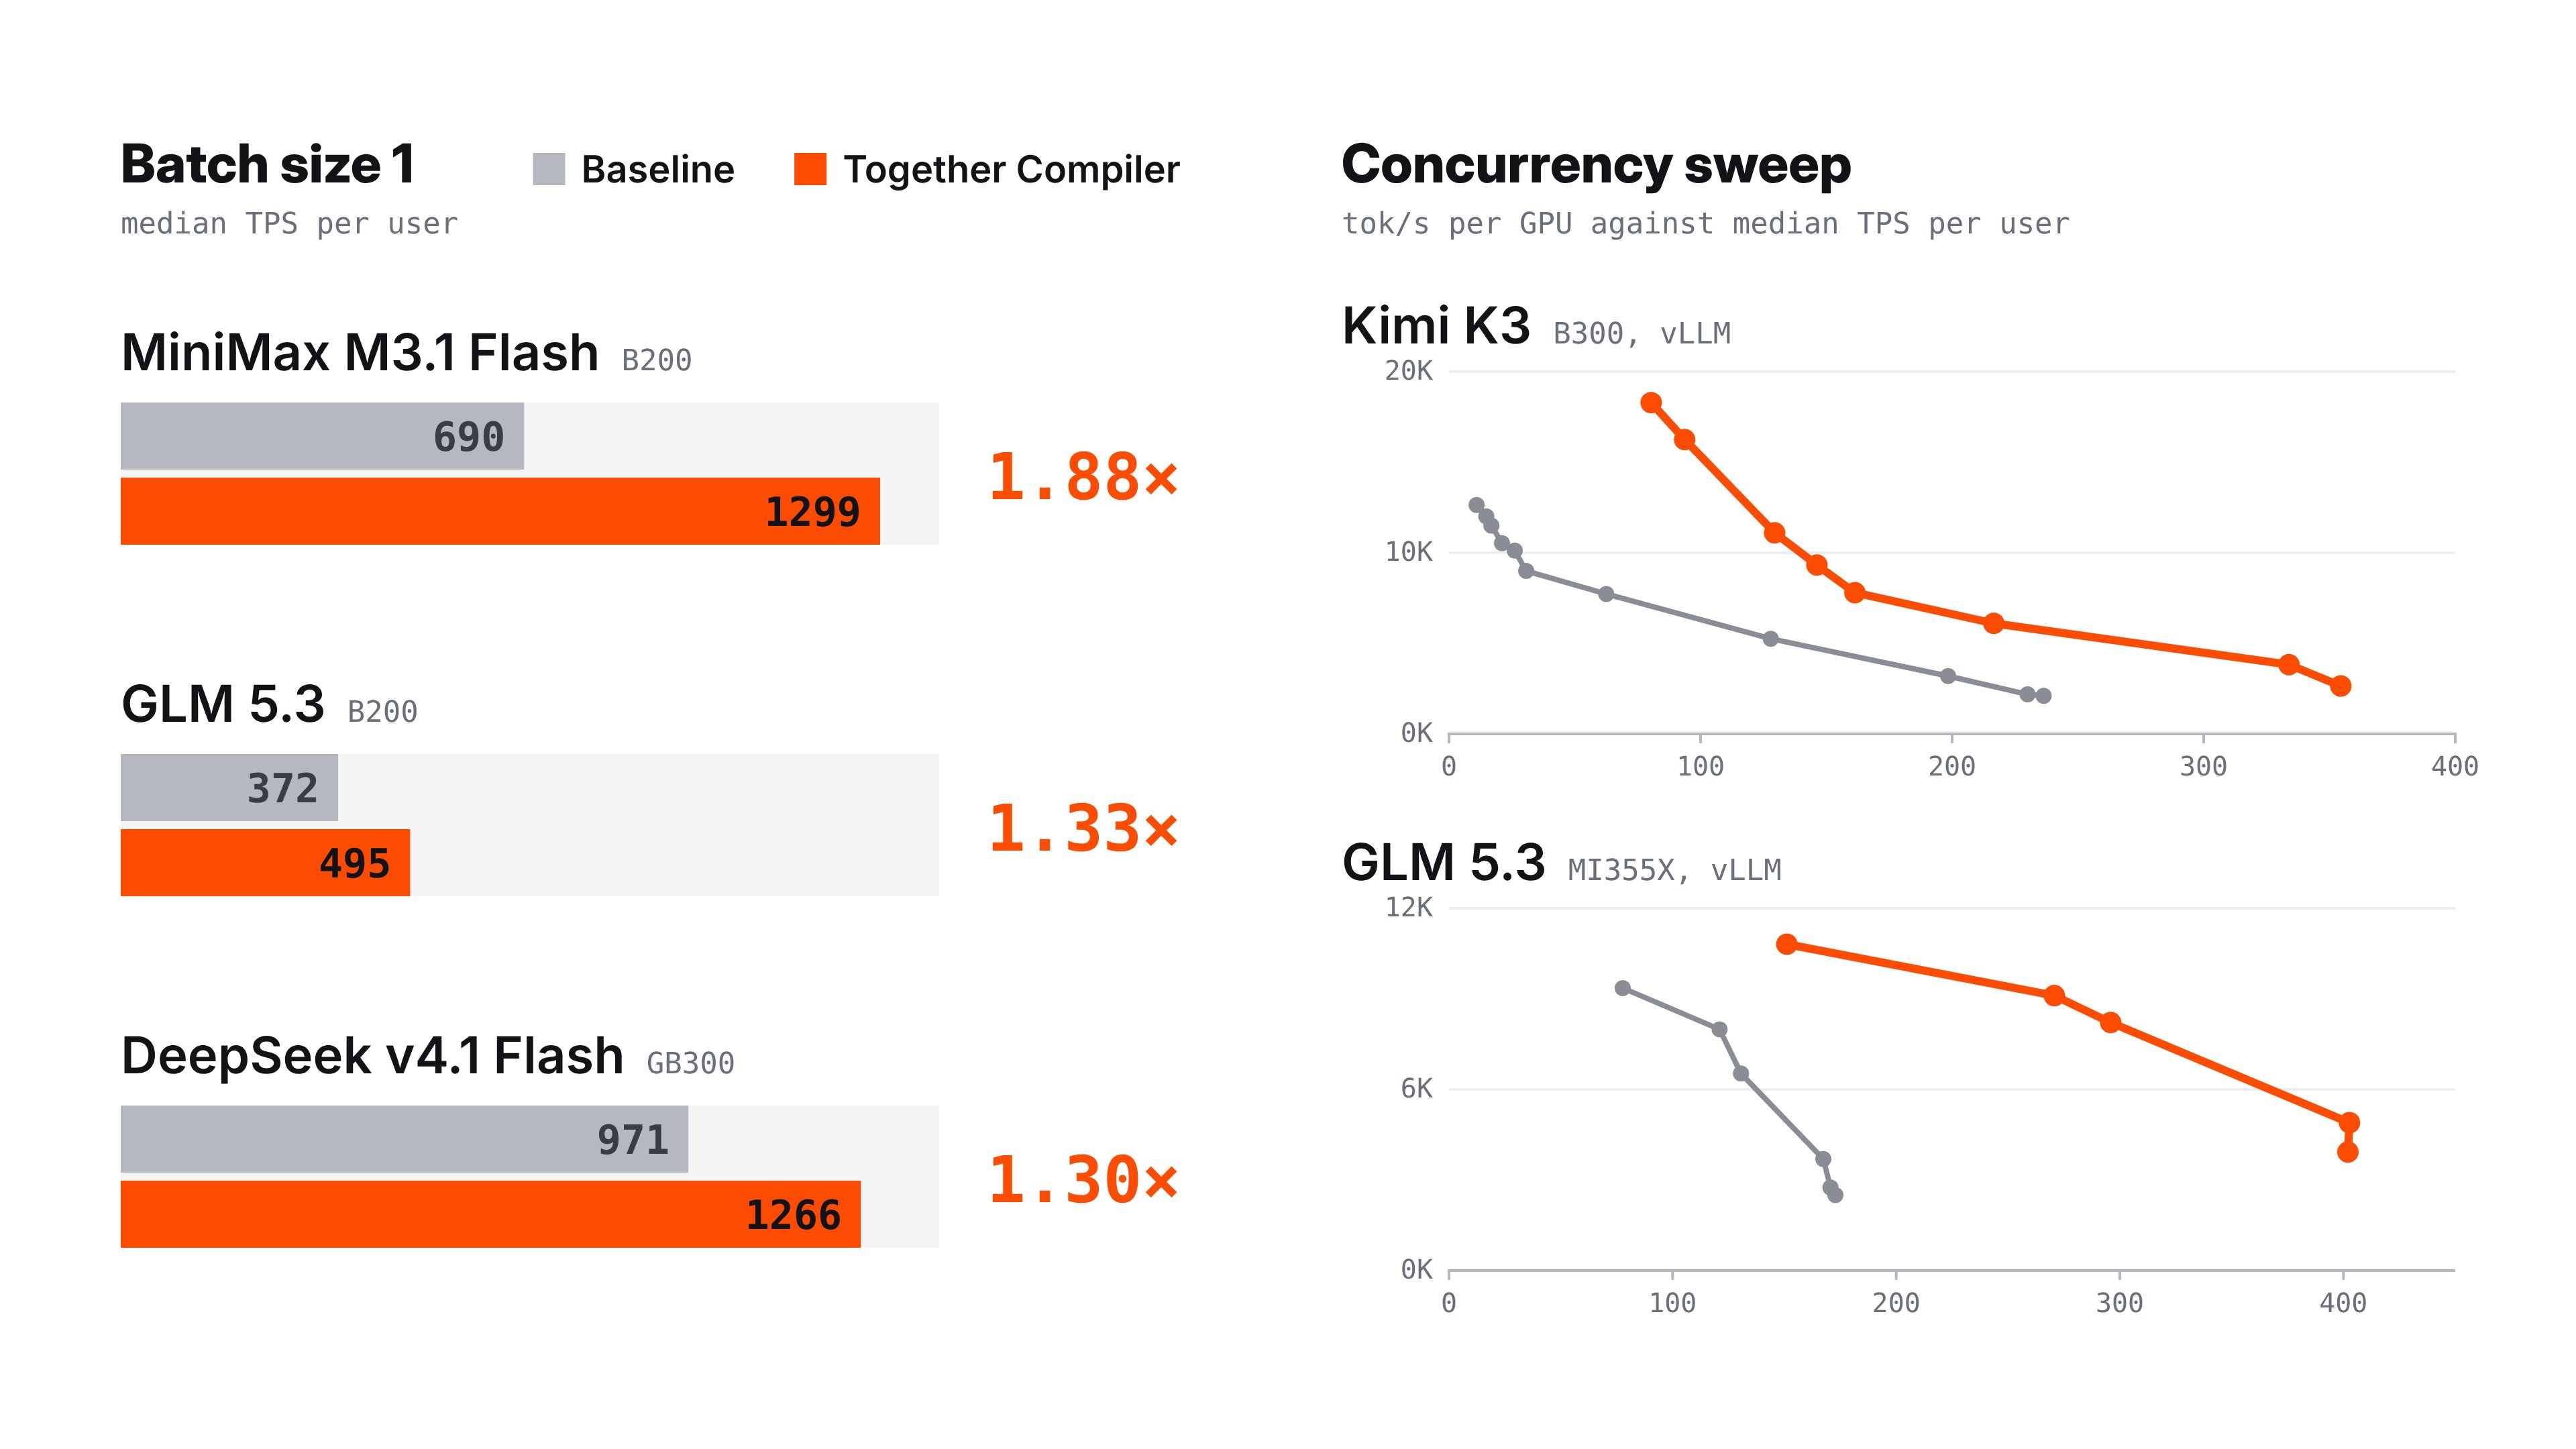 Batch size 1
Baseline
Together Compiler
median TPS per user
MiniMax M3.1 Flash B200
690
1299
1.88×
GLM 5.3 B200
372
495
1.33×
DeepSeek v4.1 Flash GB300
971
1266
1.30×
Concurrency sweep
tok/s per GPU against median TPS per user
Kimi K3 B300, vLLM
20K
10K
0K
0 100 200 300 400
GLM 5.3 MI355X, vLLM
12K
6K
0K
0 100 200 300 400